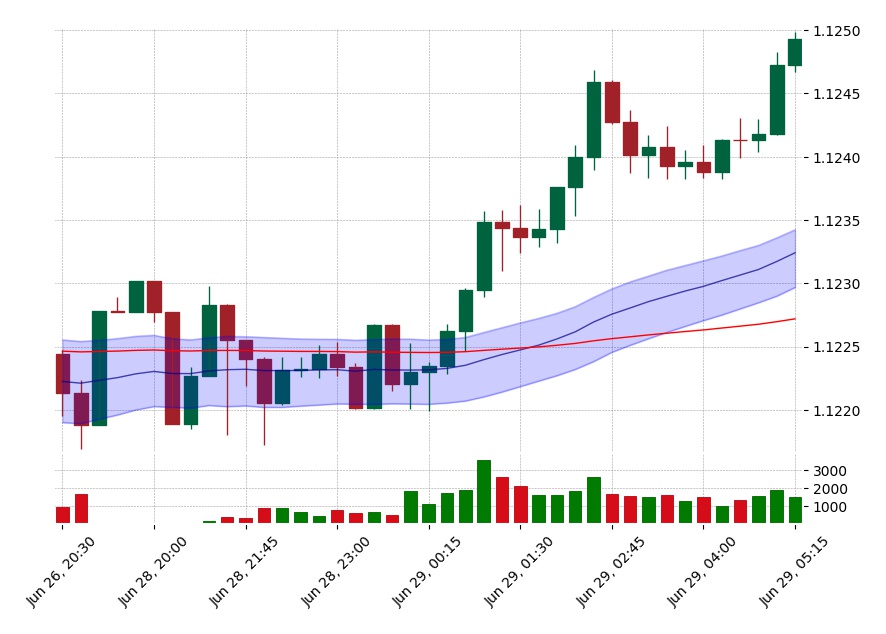 1.1250
1.1245
1.1240
1.1235
1.1230
1.1225
1.1220
3000
2000
1000
Jun 26, 20:30
Jun 28, 20:00
Jun 28, 21:45
Jun 28, 23:00
Jun 29, 00:15
Jun 29, 01:30
Jun 29, 02:45
Jun 29, 04:00
Jun 29, 05:15